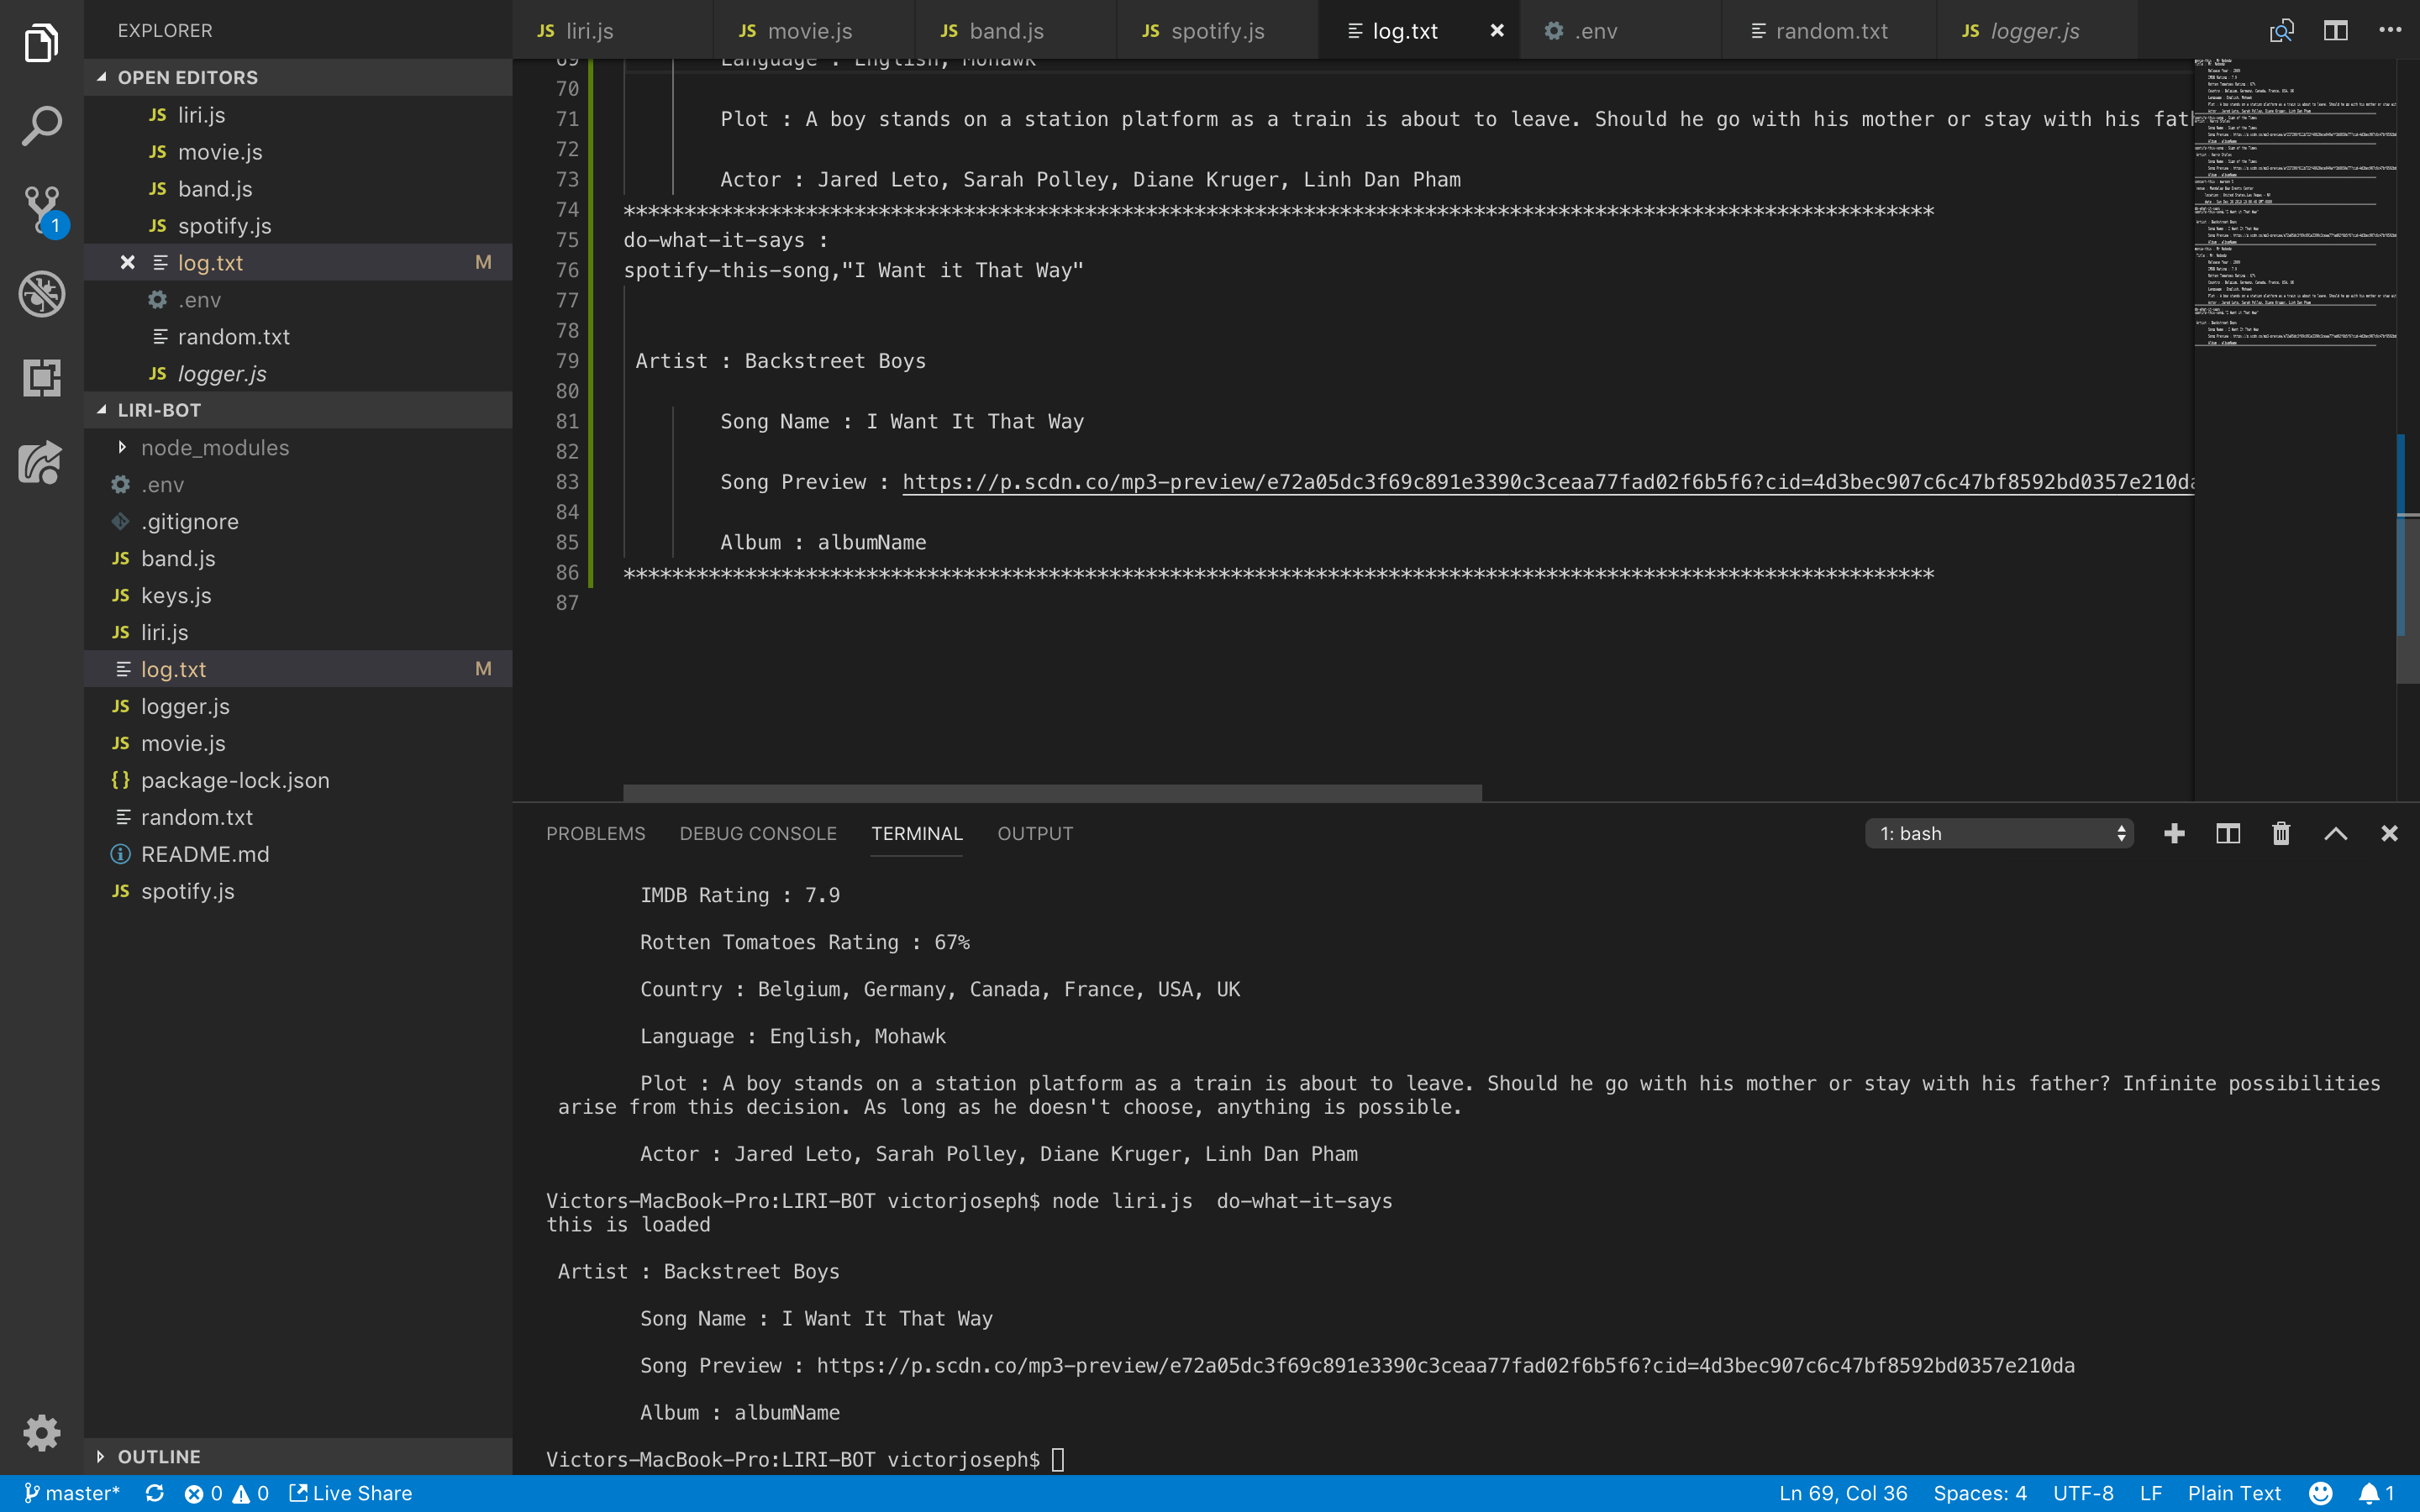 EXPLORER
OPEN EDITORS
JS liri.js
JS movie.js
JS band.js
JS spotify.js
log.txt M
.env
random.txt
JS logger.js
LIRI-BOT
node_modules
.env
.gitignore
JS band.js
JS keys.js
JS liri.js
log.txt M
JS logger.js
JS movie.js
{} package-lock.json
random.txt
README.md
JS spotify.js
OUTLINE
1
JS liri.js JS movie.js JS band.js JS spotify.js log.txt .env random.txt JS logger.js
69 Language : English, Mohawk
70
71 Plot : A boy stands on a station platform as a train is about to leave. Should he go with his mother or stay with his fat
72
73 Actor : Jared Leto, Sarah Polley, Diane Kruger, Linh Dan Pham
74 ************************************************************************************************************
75 do-what-it-says :
76 spotify-this-song,"I Want it That Way"
77
78
79 Artist : Backstreet Boys
80
81 Song Name : I Want It That Way
82
83 Song Preview : https://p.scdn.co/mp3-preview/e72a05dc3f69c891e3390c3ceaa77fad02f6b5f6?cid=4d3bec907c6c47bf8592bd0357e210da
84
85 Album : albumName
86 ************************************************************************************************************
87
PROBLEMS DEBUG CONSOLE TERMINAL OUTPUT 1: bash
IMDB Rating : 7.9
Rotten Tomatoes Rating : 67%
Country : Belgium, Germany, Canada, France, USA, UK
Language : English, Mohawk
Plot : A boy stands on a station platform as a train is about to leave. Should he go with his mother or stay with his father? Infinite possibilities
arise from this decision. As long as he doesn't choose, anything is possible.
Actor : Jared Leto, Sarah Polley, Diane Kruger, Linh Dan Pham
Victors-MacBook-Pro:LIRI-BOT victorjoseph$ node liri.js  do-what-it-says
this is loaded
Artist : Backstreet Boys
Song Name : I Want It That Way
Song Preview : https://p.scdn.co/mp3-preview/e72a05dc3f69c891e3390c3ceaa77fad02f6b5f6?cid=4d3bec907c6c47bf8592bd0357e210da
Album : albumName
Victors-MacBook-Pro:LIRI-BOT victorjoseph$
master* 0 0 Live Share Ln 69, Col 36 Spaces: 4 UTF-8 LF Plain Text 1